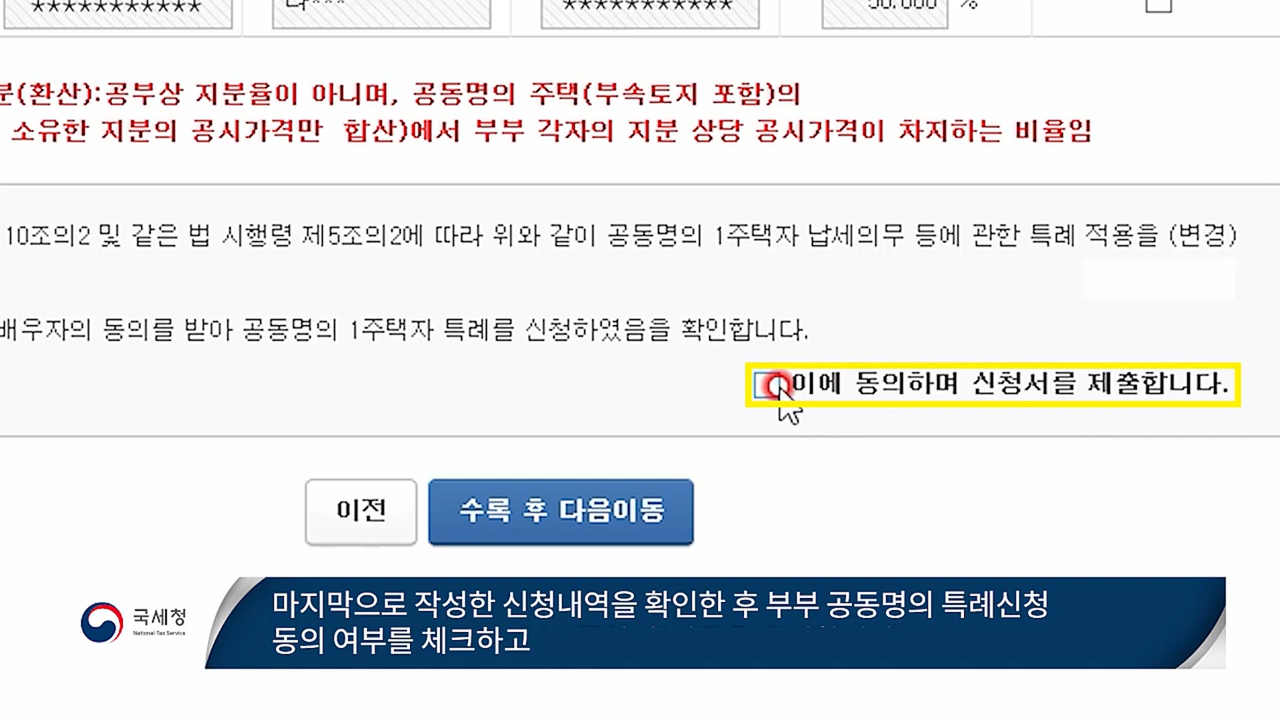 *********** ***********
분(환산):공부상 지분율이 아니며, 공동명의 주택(부속토지 포함)의
소유한 지분의 공시가격만 합산)에서 부부 각자의 지분 상당 공시가격이 차지하는 비율임
10조의2 및 같은 법 시행령 제5조의2에 따라 위와 같이 공동명의 1주택자 납세의무 등에 관한 특례 적용을 (변경)
배우자의 동의를 받아 공동명의 1주택자 특례를 신청하였음을 확인합니다.
이에 동의하며 신청서를 제출합니다.
이전 수록 후 다음이동
마지막으로 작성한 신청내역을 확인한 후 부부 공동명의 특례신청
동의 여부를 체크하고
국세청
National Tax Service